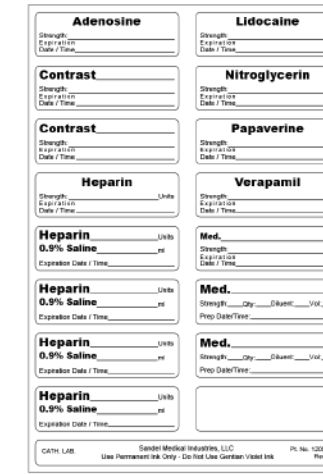 Adenosine
Strength:
Expiration
Date / Time
Lidocaine
Strength:
Expiration
Date / Time
Contrast
Strength:
Expiration
Date / Time
Nitroglycerin
Strength:
Expiration
Date / Time
Contrast
Strength:
Expiration
Date / Time
Papaverine
Strength:
Expiration
Date / Time
Heparin
Strength: Units
Expiration
Date / Time
Verapamil
Strength:
Expiration
Date / Time
Heparin Units
0.9% Saline ml
Expiration Date / Time
Med.
Strength:
Expiration
Date / Time
Heparin Units
0.9% Saline ml
Expiration Date / Time
Med.
Strength: Qty: Diluent: Vol.
Prep Date/Time:
Heparin Units
0.9% Saline ml
Expiration Date / Time
Med.
Strength: Qty: Diluent: Vol.
Prep Date/Time:
Heparin Units
0.9% Saline ml
Expiration Date / Time
CATH. LAB.
Sandel Medical Industries, LLC
Use Permanent Ink Only - Do Not Use Gentian Violet Ink
Pt. No. 120